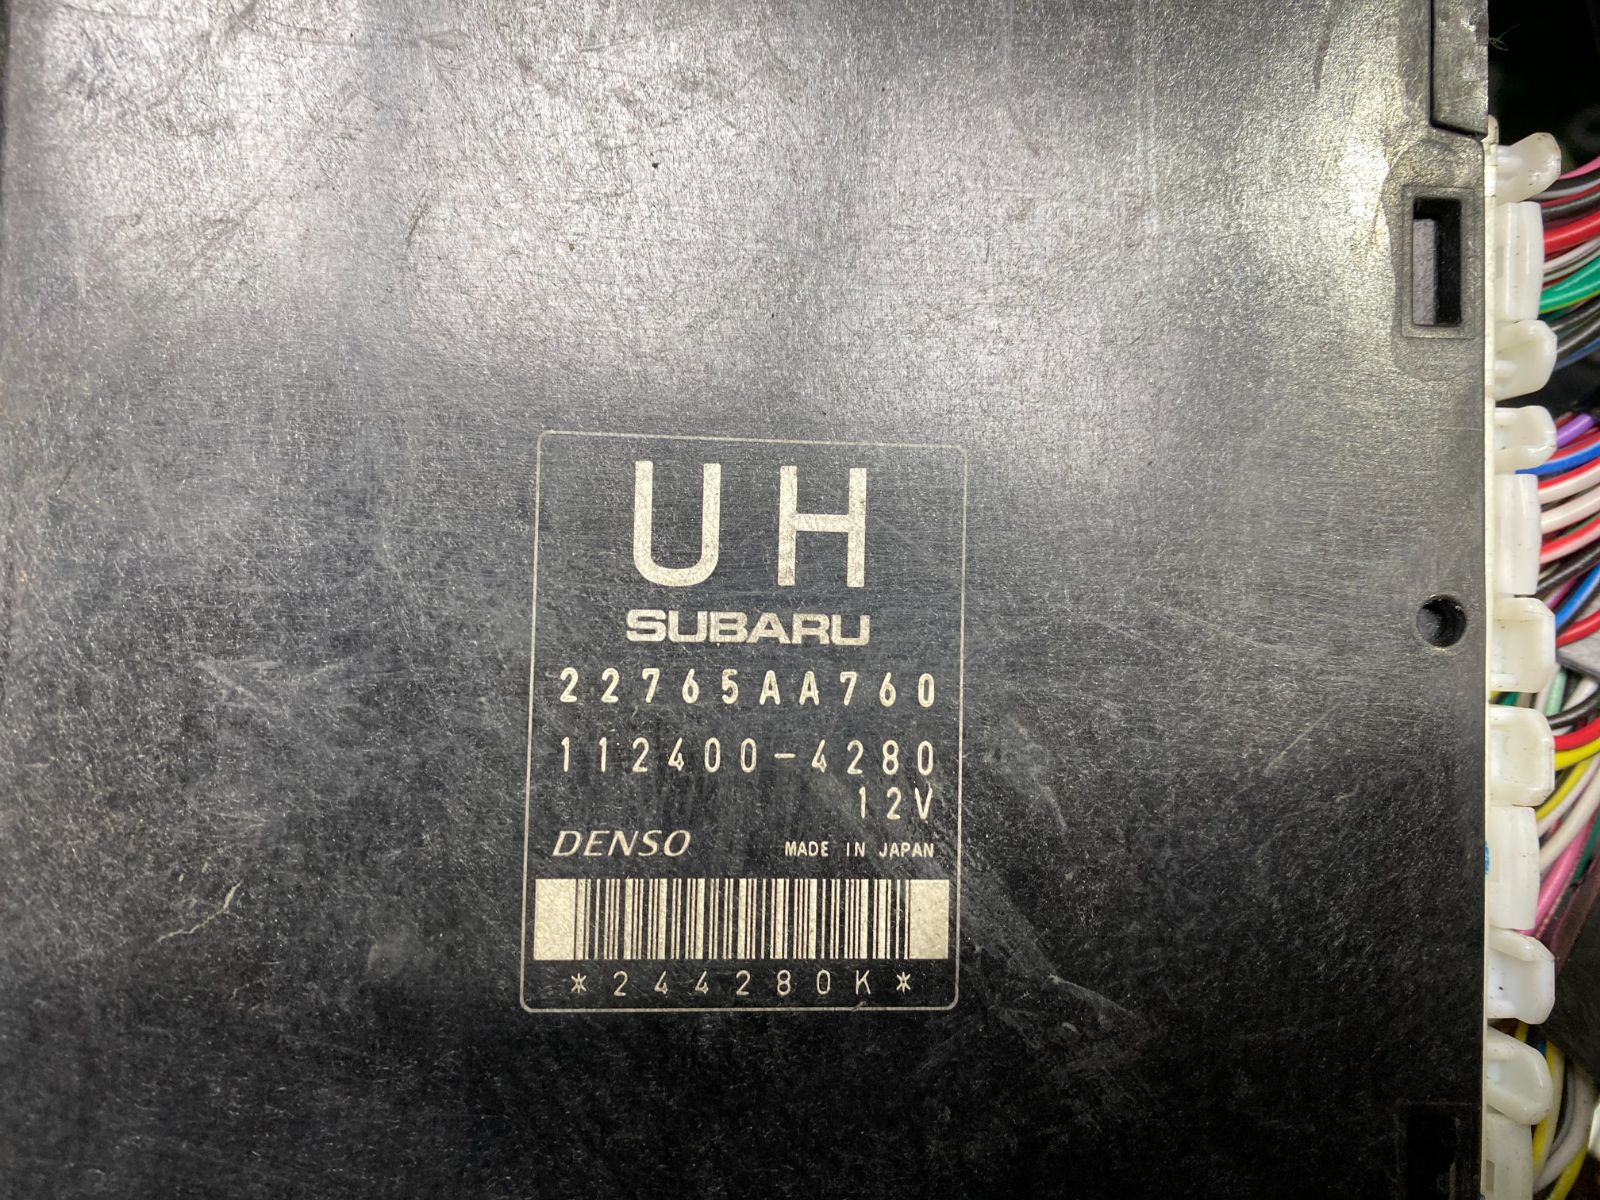 UH
SUBARU
22765AA760
112400-4280
12V
DENSO MADE IN JAPAN
*244280K*